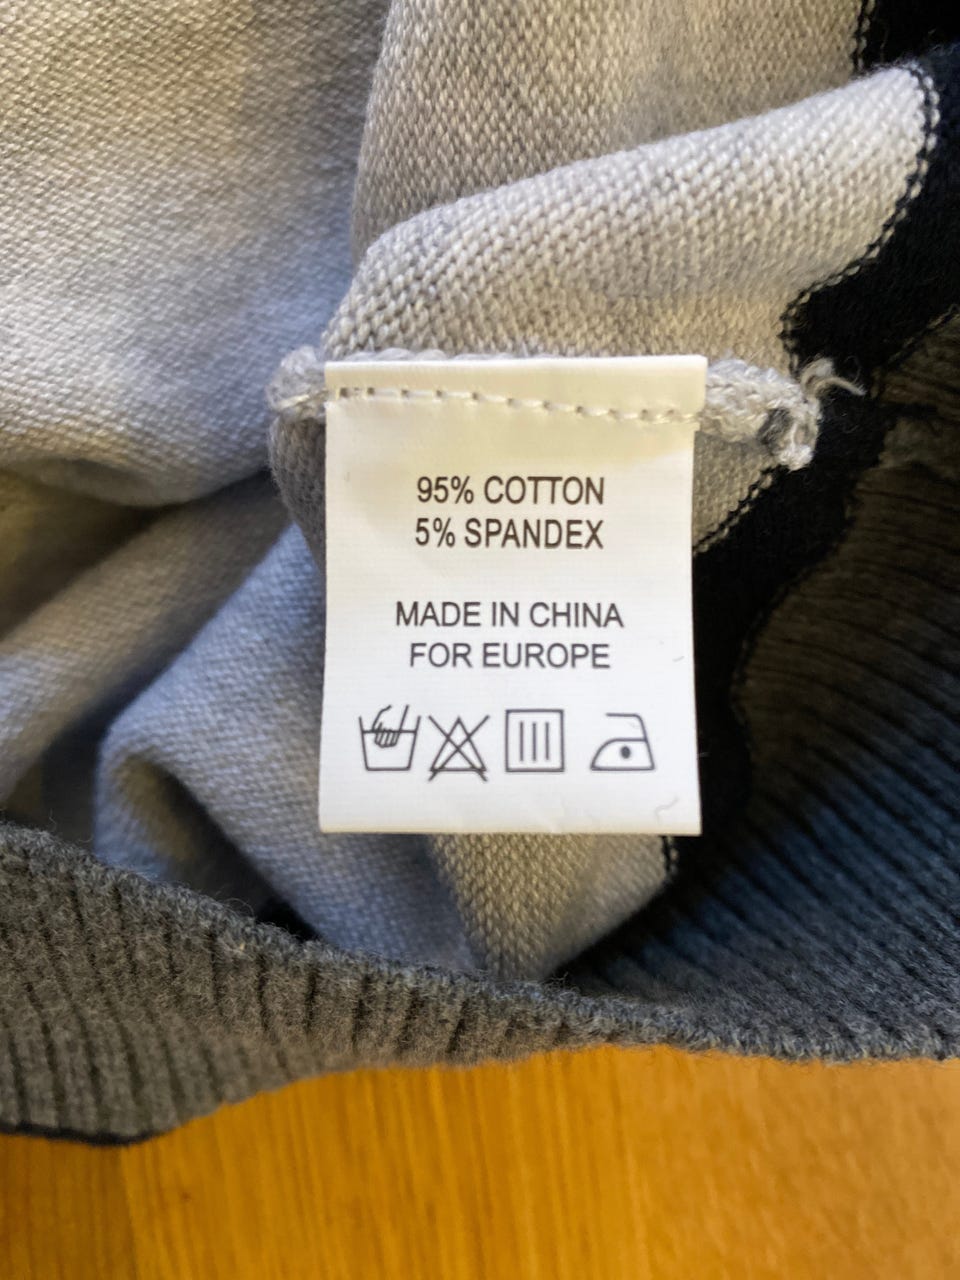 95% COTTON
5% SPANDEX
MADE IN CHINA
FOR EUROPE